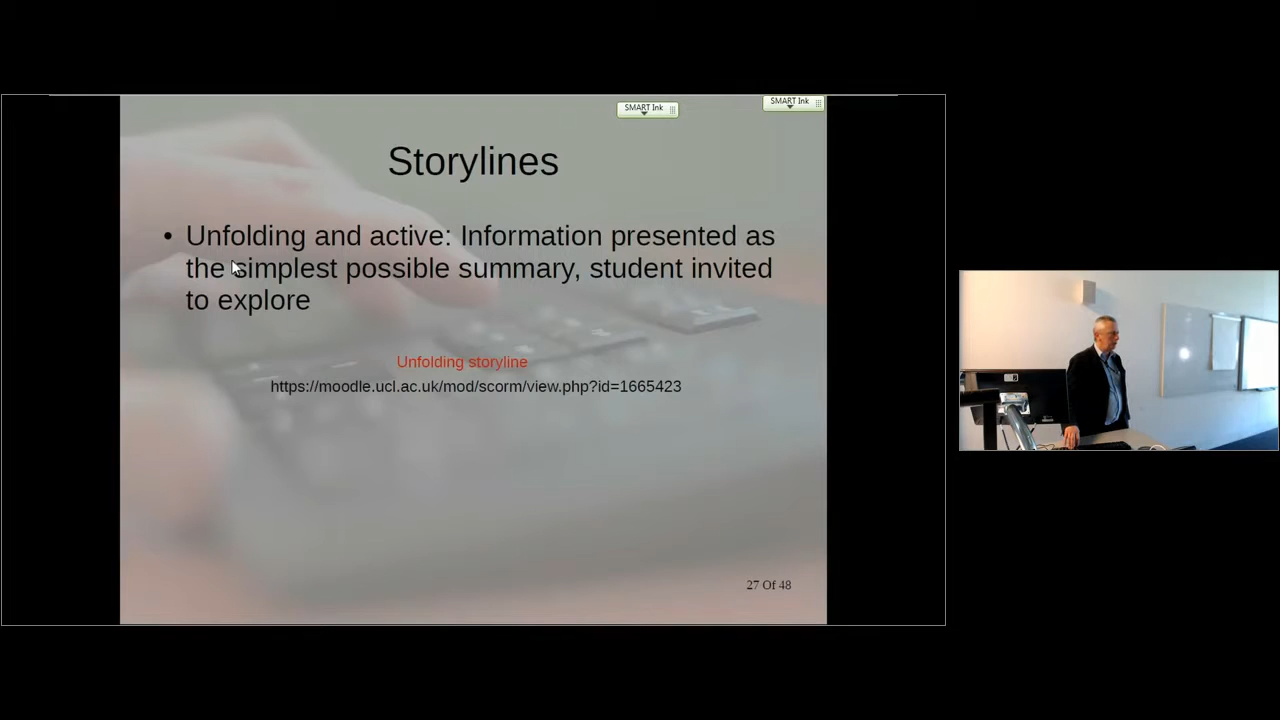 SMART Ink
SMART Ink
Storylines
• Unfolding and active: Information presented as
the simplest possible summary, student invited
to explore
Unfolding storyline
https://moodle.ucl.ac.uk/mod/scorm/view.php?id=1665423
27 Of 48